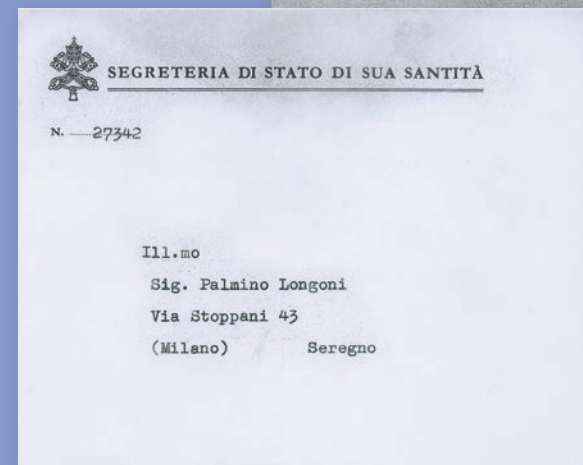 SEGRETERIA DI STATO DI SUA SANTITÀ
N. 27342
Ill.mo
Sig. Palmino Longoni
Via Stoppani 43
(Milano) Seregno